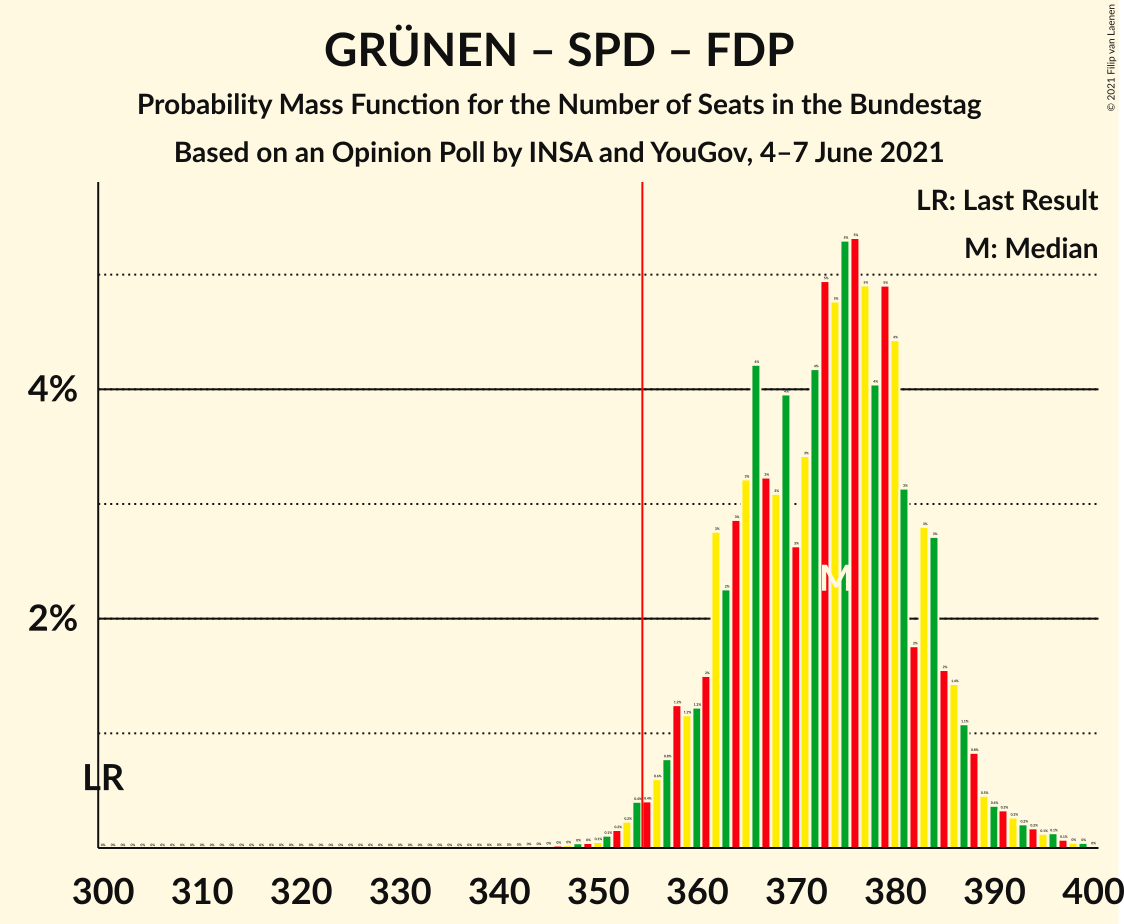 GRÜNEN – SPD – FDP
Probability Mass Function for the Number of Seats in the Bundestag
Based on an Opinion Poll by INSA and YouGov, 4–7 June 2021
© 2021 Filip van Laenen
LR: Last Result
M: Median
4%
2%
M
LR
300 310 320 330 340 350 360 370 380 390 400